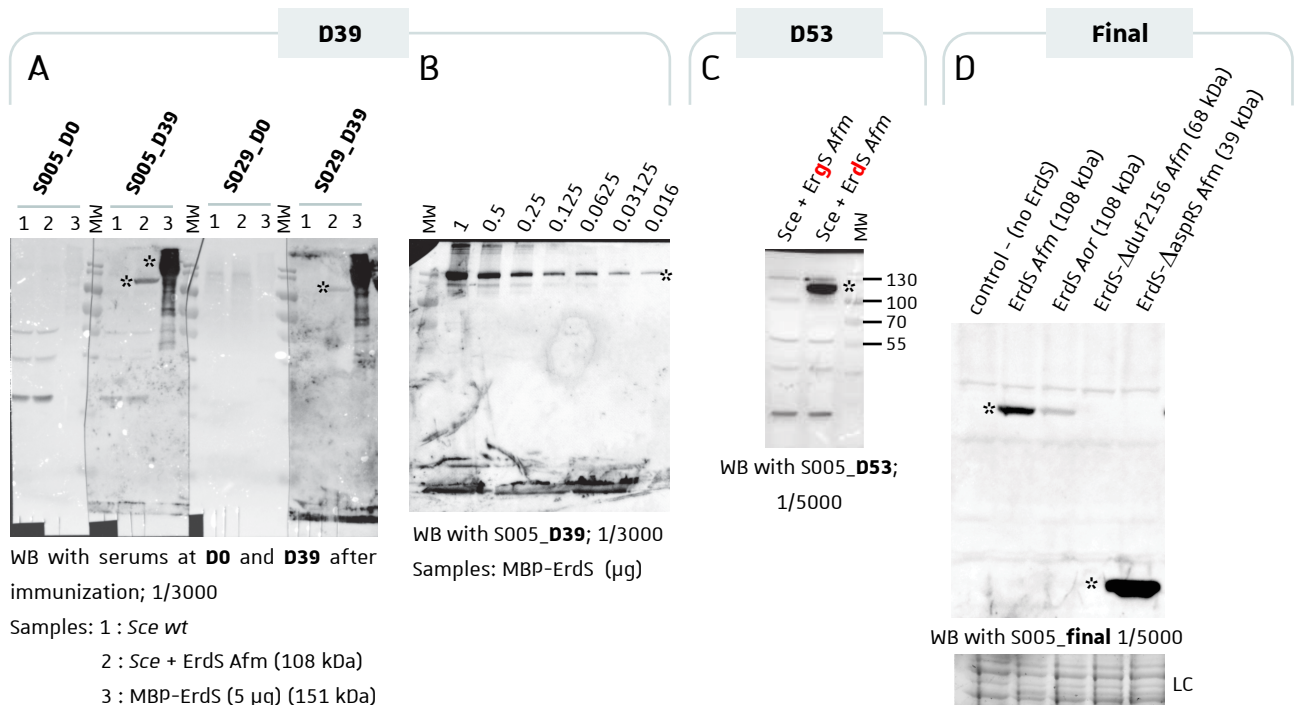 D39
D53
Final
A
B
C
D
S005_D0
S005_D39
S029_D0
S029_D39
1 2 3 MW 1 2 3 MW 1 2 3 MW 1 2 3
*
*
*
MW 1 0.5 0.25 0.125 0.0625 0.03125 0.016
*
Sce + ErgS Afm
Sce + ErdS Afm
MW
*
130
100
70
55
control - (no ErdS)
ErdS Afm (108 kDa)
ErdS Aor (108 kDa)
ErdS-Δduf2156 Afm (68 kDa)
ErdS-ΔaspRS Afm (39 kDa)
*
*
WB with serums at D0 and D39 after
immunization; 1/3000
Samples: 1 : Sce wt
2 : Sce + ErdS Afm (108 kDa)
3 : MBP-ErdS (5 µg) (151 kDa)
WB with S005_D39; 1/3000
Samples: MBP-ErdS (µg)
WB with S005_D53;
1/5000
WB with S005_final 1/5000
LC